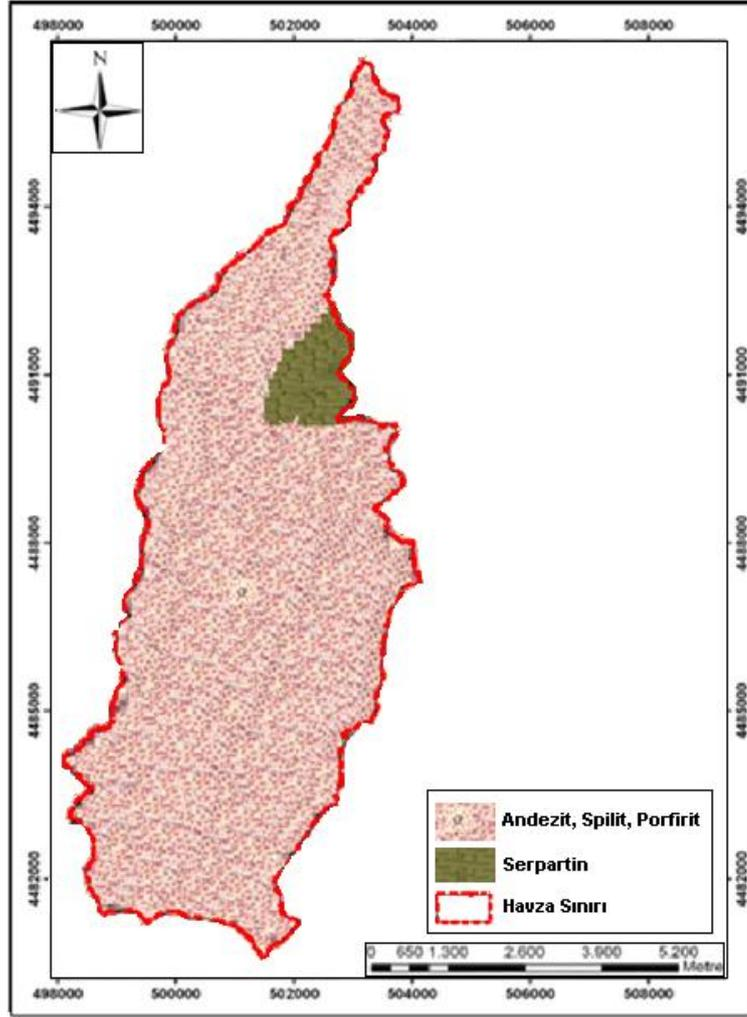 498000 500000 502000 504000 506000 508000
N
4494000 4494000
4491000 4491000
4488000 4488000
4485000 4485000
4482000 4482000
Andezit, Spilit, Porfirit
Serpartin
Havza Sınırı
0 650 1.300 2.600 3.900 5.200
Metre
498000 500000 502000 504000 506000 508000